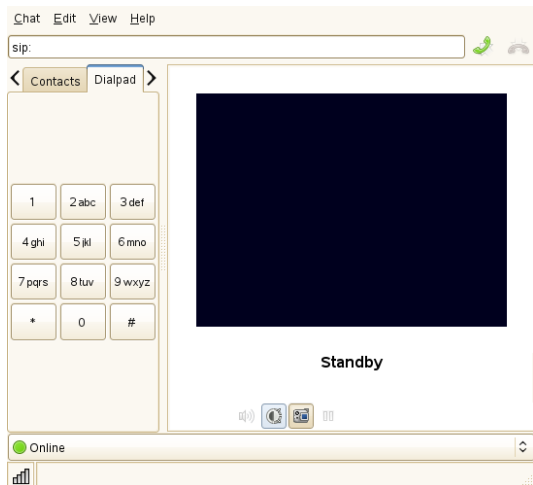 Chat Edit View Help
sip:
Contacts Dialpad
1 2 abc 3 def
4 ghi 5 jkl 6 mno
7 pqrs 8 tuv 9 wxyz
* 0 #
Standby
Online